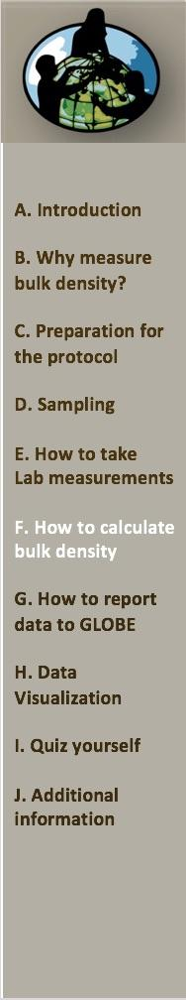 A. Introduction
B. Why measure
bulk density?
C. Preparation for
the protocol
D. Sampling
E. How to take
Lab measurements
F. How to calculate
bulk density
G. How to report
data to GLOBE
H. Data
Visualization
I. Quiz yourself
J. Additional
information